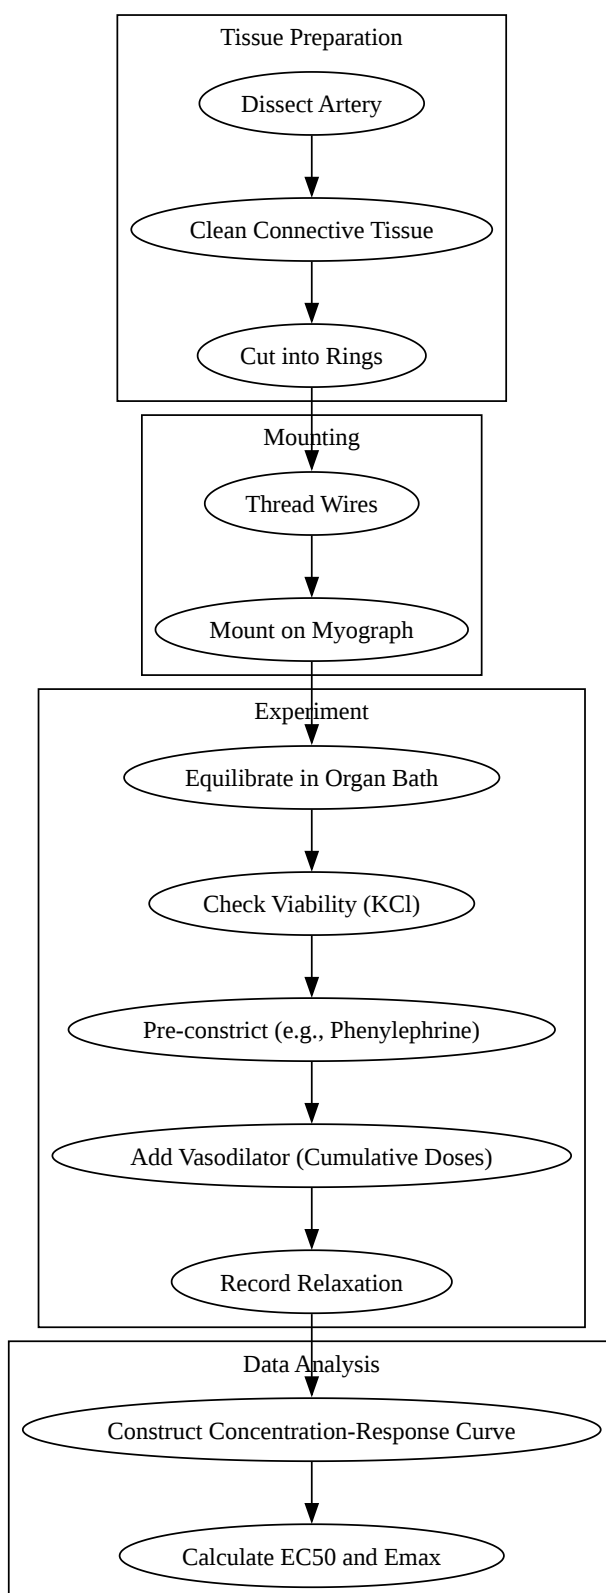 Tissue Preparation
Dissect Artery
Clean Connective Tissue
Cut into Rings
Mounting
Thread Wires
Mount on Myograph
Experiment
Equilibrate in Organ Bath
Check Viability (KCl)
Pre-constrict (e.g., Phenylephrine)
Add Vasodilator (Cumulative Doses)
Record Relaxation
Data Analysis
Construct Concentration-Response Curve
Calculate EC50 and Emax